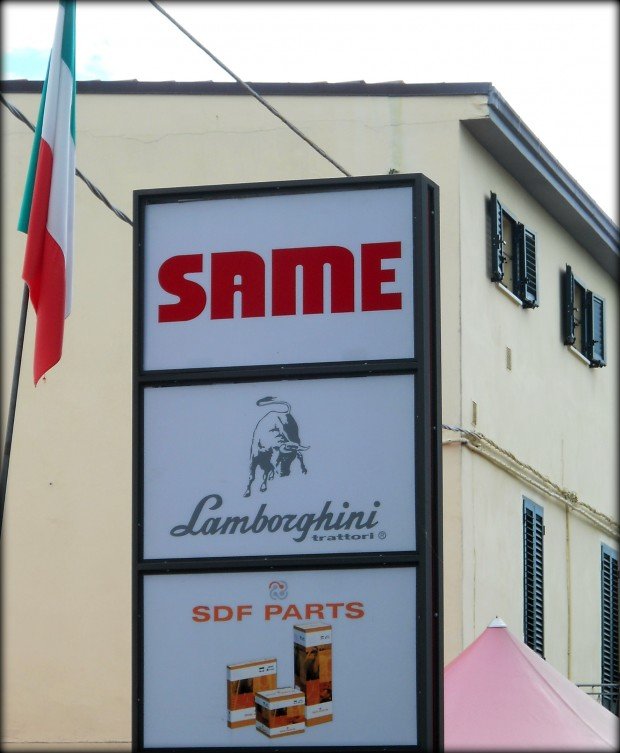 SAME
Lamborghini
trattori ®
SDF PARTS